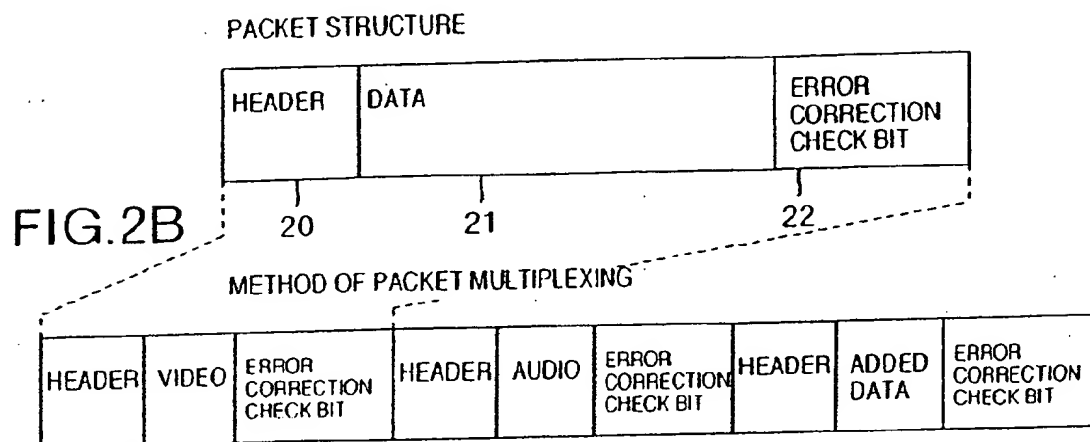 PACKET STRUCTURE
HEADER
DATA
ERROR
CORRECTION
CHECK BIT
20
21
22
FIG.2B
METHOD OF PACKET MULTIPLEXING
HEADER
VIDEO
ERROR
CORRECTION
CHECK BIT
HEADER
AUDIO
ERROR
CORRECTION
CHECK BIT
HEADER
ADDED
DATA
ERROR
CORRECTION
CHECK BIT